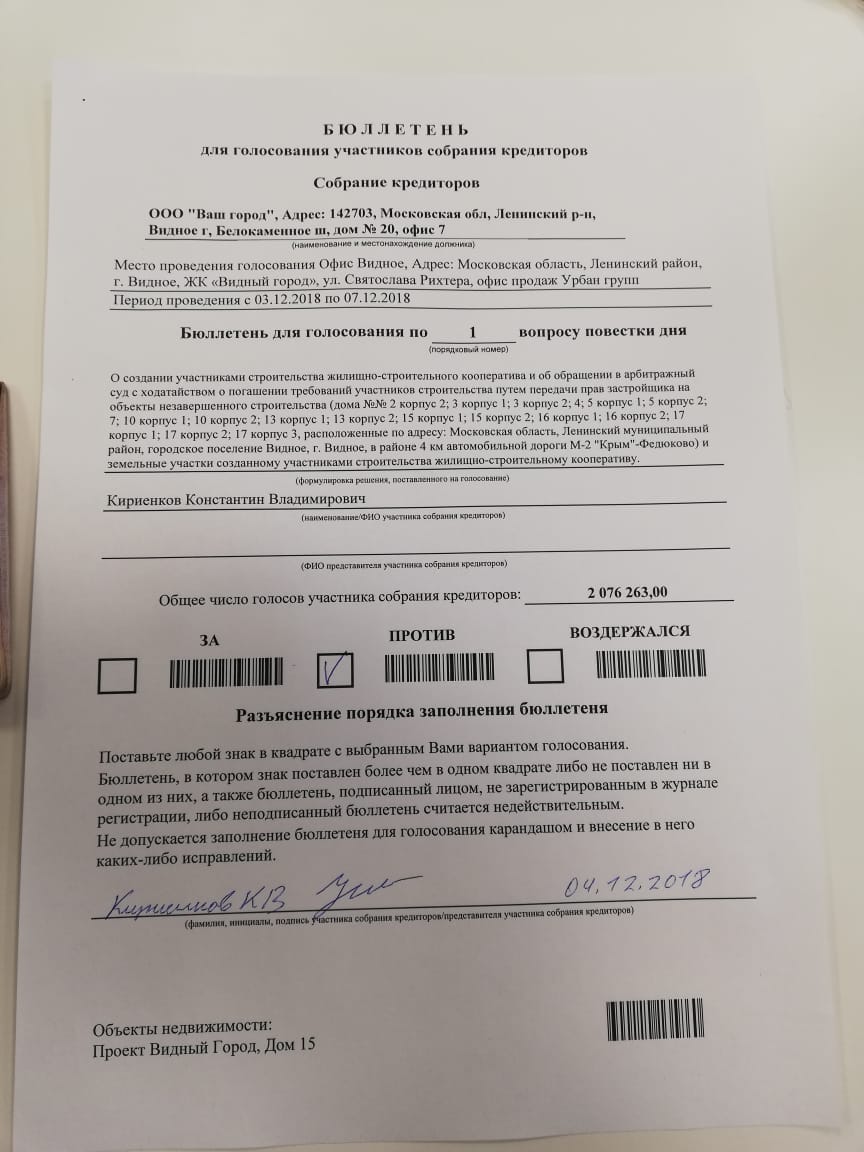 БЮЛЛЕТЕНЬ
для голосования участников собрания кредиторов
Собрание кредиторов
ООО "Ваш город", Адрес: 142703, Московская обл, Ленинский р-н,
Видное г, Белокаменное ш, дом № 20, офис 7
(наименование и местонахождение должника)
Место проведения голосования Офис Видное, Адрес: Московская область, Ленинский район,
г. Видное, ЖК «Видный город», ул. Святослава Рихтера, офис продаж Урбан групп
Период проведения с 03.12.2018 по 07.12.2018
Бюллетень для голосования по 1 вопросу повестки дня
(порядковый номер)
О создании участниками строительства жилищно-строительного кооператива и об обращении в арбитражный
суд с ходатайством о погашении требований участников строительства путем передачи прав застройщика на
объекты незавершенного строительства (дома №№ 2 корпус 2; 3 корпус 1; 3 корпус 2; 4; 5 корпус 1; 5 корпус 2;
7; 10 корпус 1; 10 корпус 2; 13 корпус 1; 13 корпус 2; 15 корпус 1; 15 корпус 2; 16 корпус 1; 16 корпус 2; 17
корпус 1; 17 корпус 2; 17 корпус 3, расположенные по адресу: Московская область, Ленинский муниципальный
район, городское поселение Видное, г. Видное, в районе 4 км автомобильной дороги М-2 "Крым"-Федюково) и
земельные участки созданному участниками строительства жилищно-строительному кооперативу.
(формулировка решения, поставленного на голосование)
Кириенков Константин Владимирович
(наименование/ФИО участника собрания кредиторов)
(ФИО представителя участника собрания кредиторов)
Общее число голосов участника собрания кредиторов: 2 076 263,00
ЗА ПРОТИВ ВОЗДЕРЖАЛСЯ
Разъяснение порядка заполнения бюллетеня
Поставьте любой знак в квадрате с выбранным Вами вариантом голосования.
Бюллетень, в котором знак поставлен более чем в одном квадрате либо не поставлен ни в
одном из них, а также бюллетень, подписанный лицом, не зарегистрированным в журнале
регистрации, либо неподписанный бюллетень считается недействительным.
Не допускается заполнение бюллетеня для голосования карандашом и внесение в него
каких-либо исправлений.
Кириенков КВ 04.12.2018
(фамилия, инициалы, подпись участника собрания кредиторов/представителя участника собрания кредиторов)
Объекты недвижимости:
Проект Видный Город, Дом 15